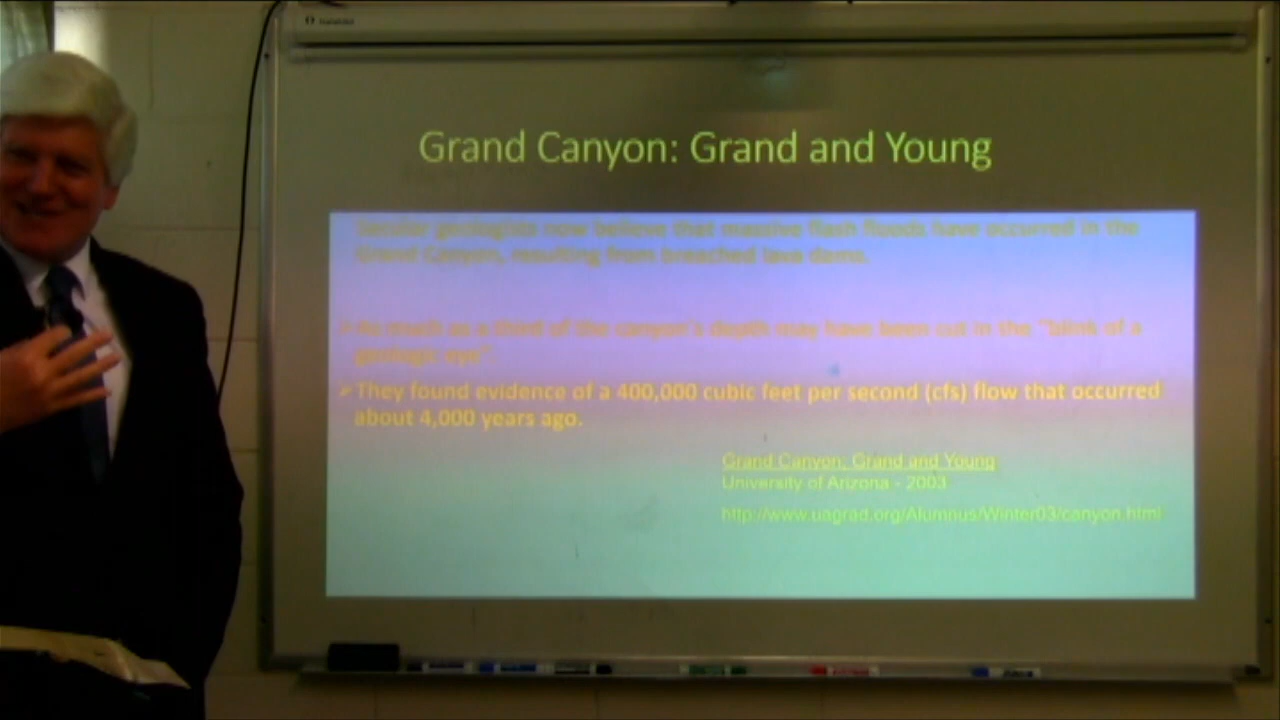 Grand Canyon: Grand and Young
Secular geologists now believe that massive flash floods have occurred in the
Grand Canyon, resulting from breached lava dams.
As much as a third of the canyon's depth may have been cut in the "blink of a
geologic eye".
They found evidence of a 400,000 cubic feet per second (cfs) flow that occurred
about 4,000 years ago.
Grand Canyon: Grand and Young
University of Arizona - 2003
http://www.uagrad.org/Alumnus/Winter03/canyon.html